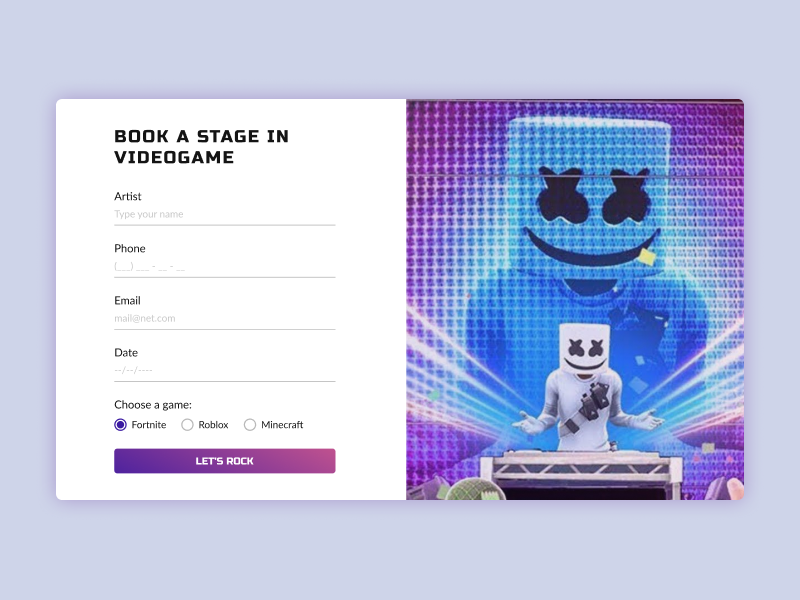 BOOK A STAGE IN
VIDEOGAME
Artist
Type your name
Phone
(___) ___ - __ - __
Email
mail@net.com
Date
--/--/----
Choose a game:
Fortnite Roblox Minecraft
LET'S ROCK